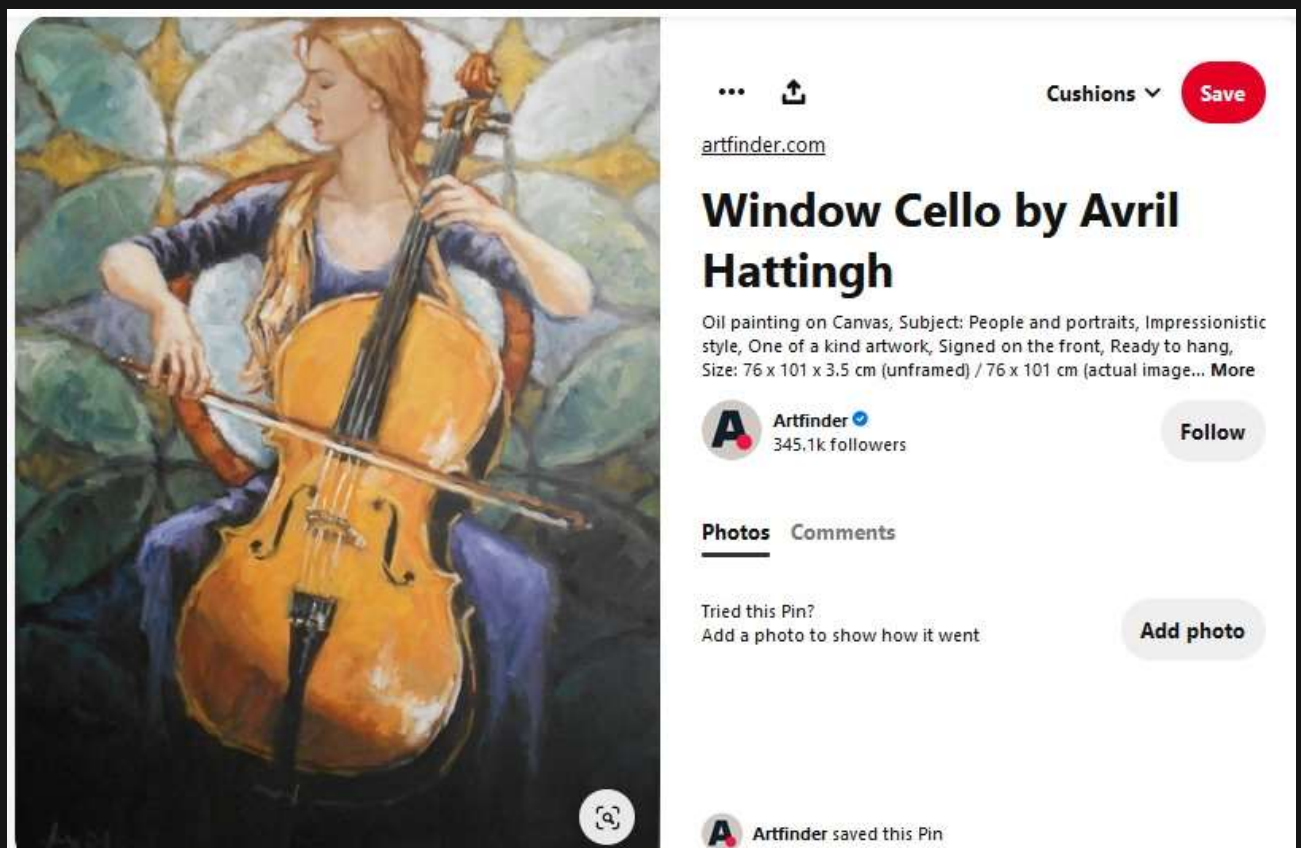 Cushions
Save
artfinder.com
Window Cello by Avril
Hattingh
Oil painting on Canvas, Subject: People and portraits, Impressionistic
style, One of a kind artwork, Signed on the front, Ready to hang,
Size: 76 x 101 x 3.5 cm (unframed) / 76 x 101 cm (actual image... More
A
Artfinder
345.1k followers
Follow
Photos
Comments
Tried this Pin?
Add a photo to show how it went
Add photo
A
Artfinder saved this Pin